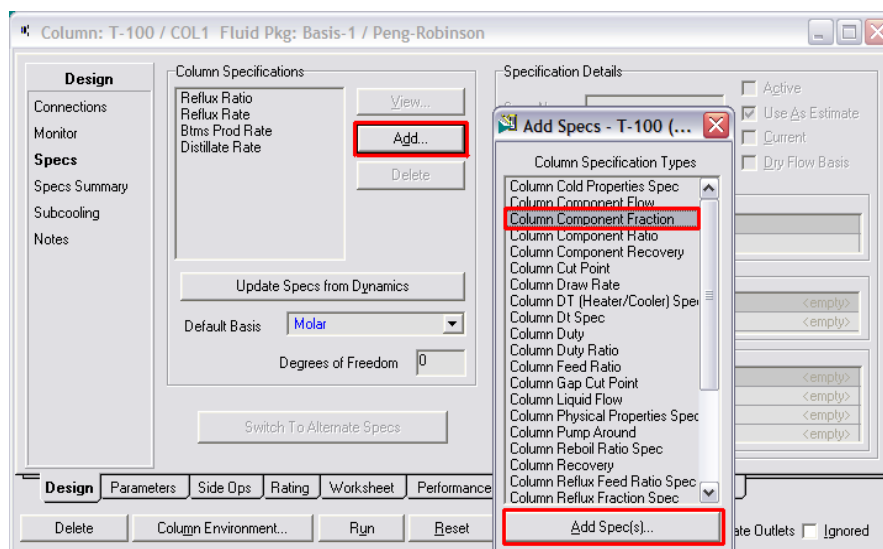 Column: T-100 / COL1 Fluid Pkg: Basis-1 / Peng-Robinson
Design
Connections
Monitor
Specs
Specs Summary
Subcooling
Notes
Column Specifications
Reflux Ratio
Reflux Rate
Btms Prod Rate
Distillate Rate
View...
Add...
Delete
Update Specs from Dynamics
Default Basis Molar
Degrees of Freedom 0
Switch To Alternate Specs
Specification Details
Active
Use As Estimate
Current
Dry Flow Basis
<empty>
<empty>
<empty>
<empty>
<empty>
<empty>
Add Specs - T-100 (...
Column Specification Types
Column Cold Properties Spec
Column Component Flow
Column Component Fraction
Column Component Ratio
Column Component Recovery
Column Cut Point
Column Draw Rate
Column DT (Heater/Cooler) Spe
Column Dt Spec
Column Duty
Column Duty Ratio
Column Feed Ratio
Column Gap Cut Point
Column Liquid Flow
Column Physical Properties Spec
Column Pump Around
Column Reboil Ratio Spec
Column Recovery
Column Reflux Feed Ratio Spec
Column Reflux Fraction Spec
Add Spec(s)...
Design Parameters Side Ops Rating Worksheet Performance
Delete Column Environment... Run Reset ate Outlets Ignored